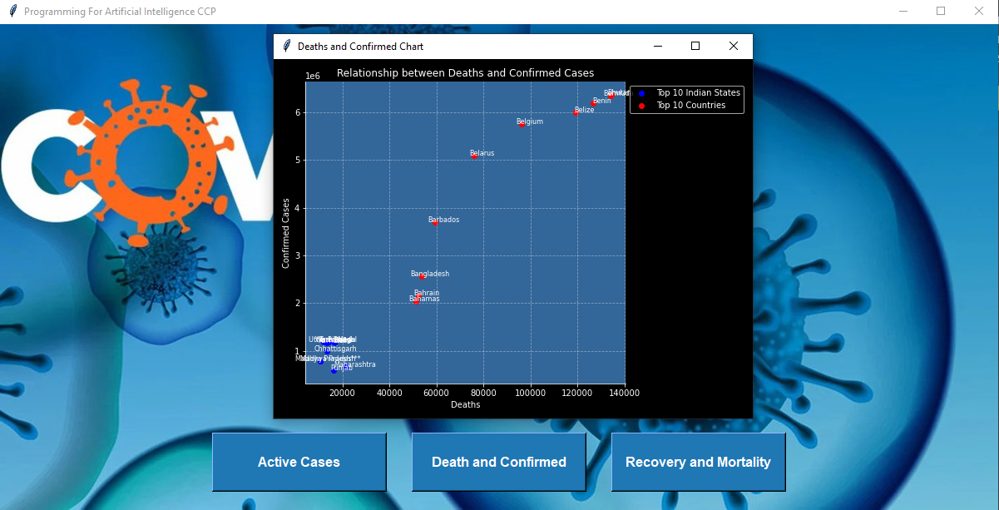 Programming For Artificial Intelligence CCP
Deaths and Confirmed Chart
Relationship between Deaths and Confirmed Cases
1e6
Top 10 Indian States
Top 10 Countries
Benin
Belize
6
Belgium
Belarus
5
4
Barbados
Confirmed Cases
3
Bangladesh
Bahrain
Bahamas
2
1
Chhattisgarh
Maharashtra
Punjab
20000 40000 60000 80000 100000 120000 140000
Deaths
COV
Active Cases
Death and Confirmed
Recovery and Mortality